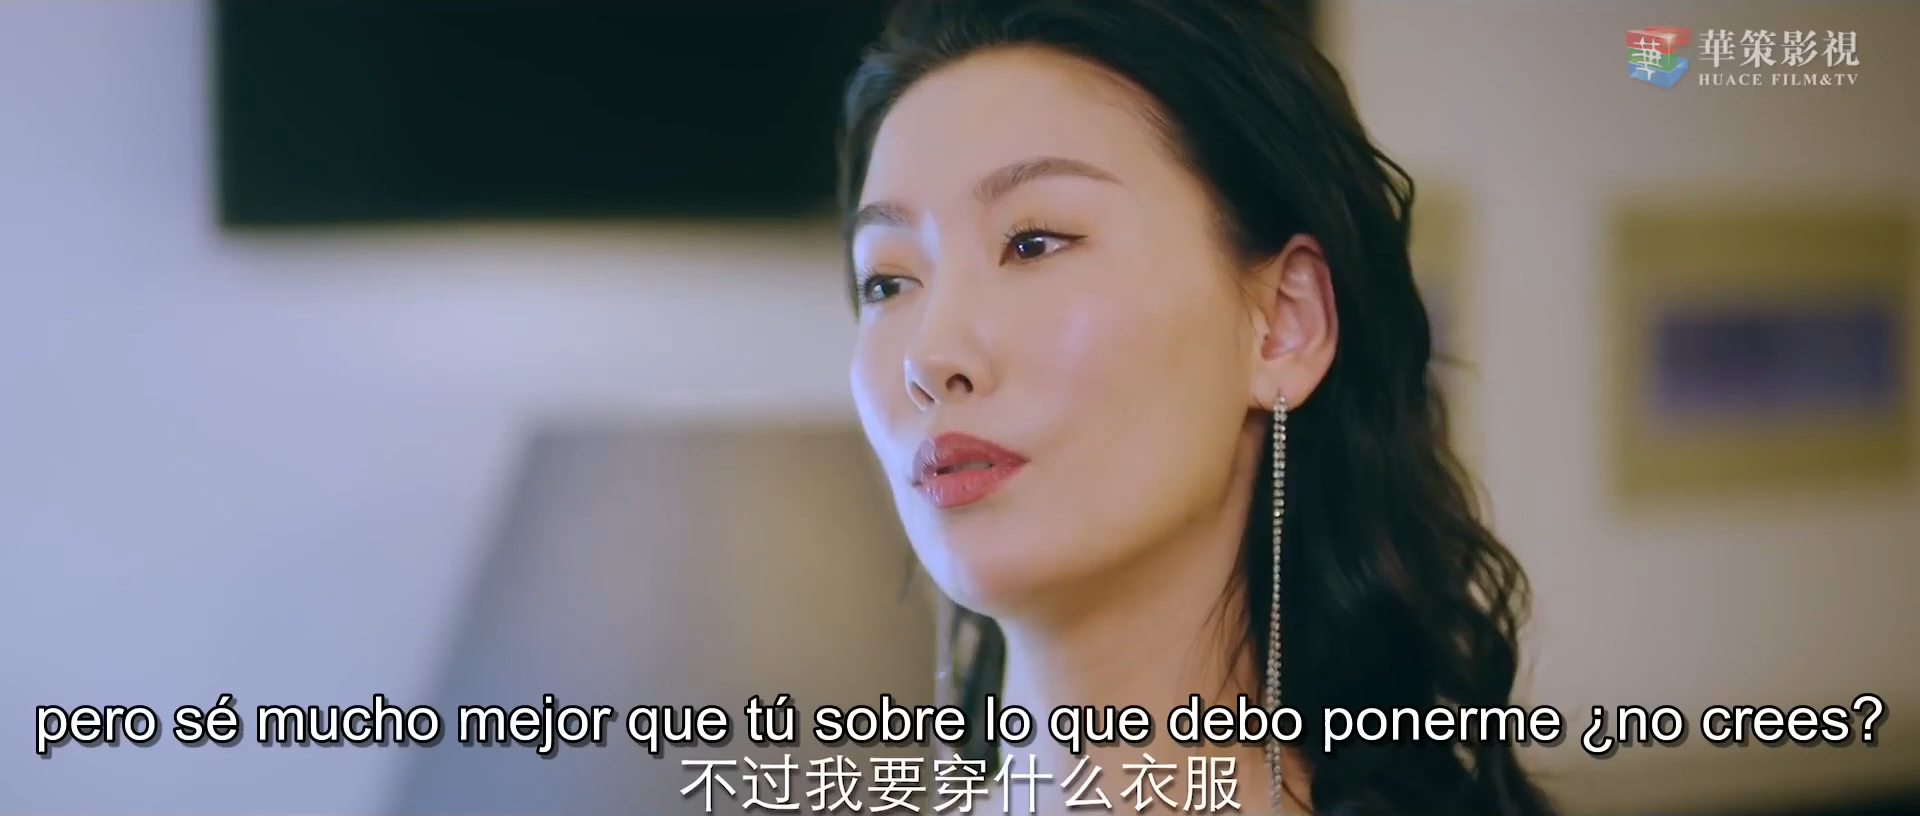 華
華策影視
HUACE FILM&TV
pero sé mucho mejor que tú sobre lo que debo ponerme ¿no crees?
不过我要穿什么衣服